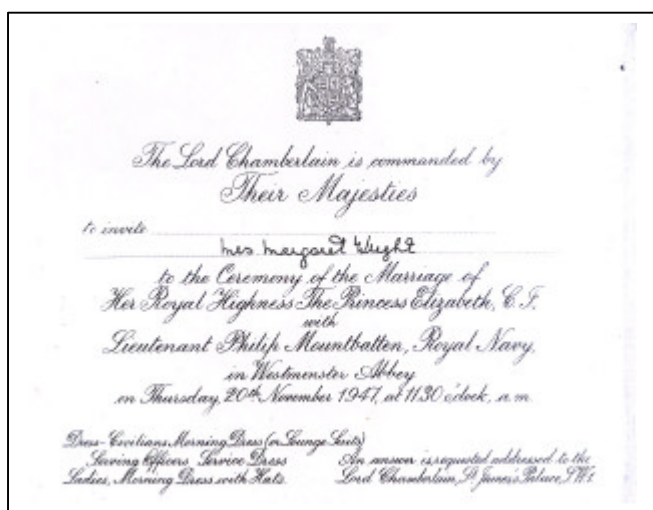 The Lord Chamberlain is commanded by
Their Majesties
to invite
Mrs Margaret Wright
to the Ceremony of the Marriage of
Her Royal Highness The Princess Elizabeth, C.I.
with
Lieutenant Philip Mountbatten, Royal Navy,
in Westminster Abbey
on Thursday, 20th November 1947, at 11.30 o'clock, a.m.
Dress - Civilians, Morning Dress (or Lounge Suits)
Serving Officers, Service Dress
Ladies, Morning Dress with Hats.
An answer is requested addressed to the
Lord Chamberlain, St James's Palace, S.W.1.